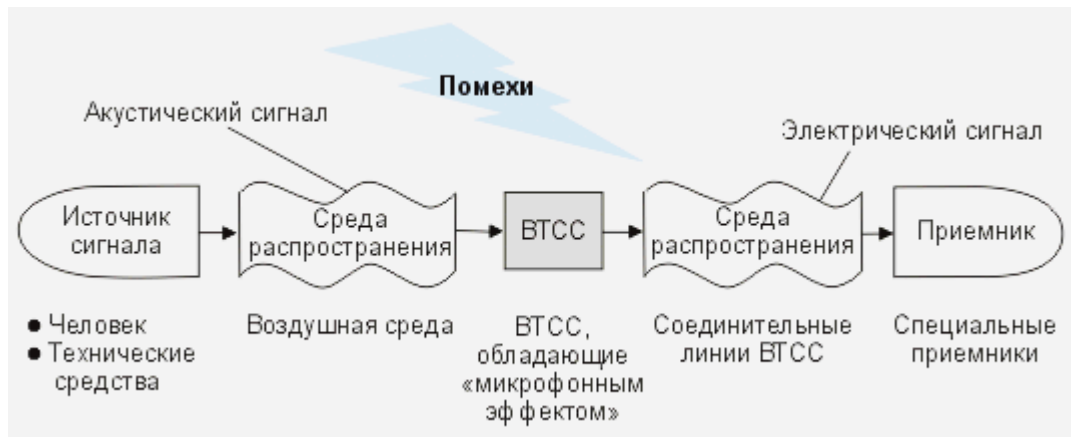 Помехи
Акустический сигнал
Электрический сигнал
Источник
сигнала
Среда
распространения
ВТСС
Среда
распространения
Приемник
● Человек
● Технические
средства
Воздушная среда
ВТСС,
обладающие
«микрофонным
эффектом»
Соединительные
линии ВТСС
Специальные
приемники